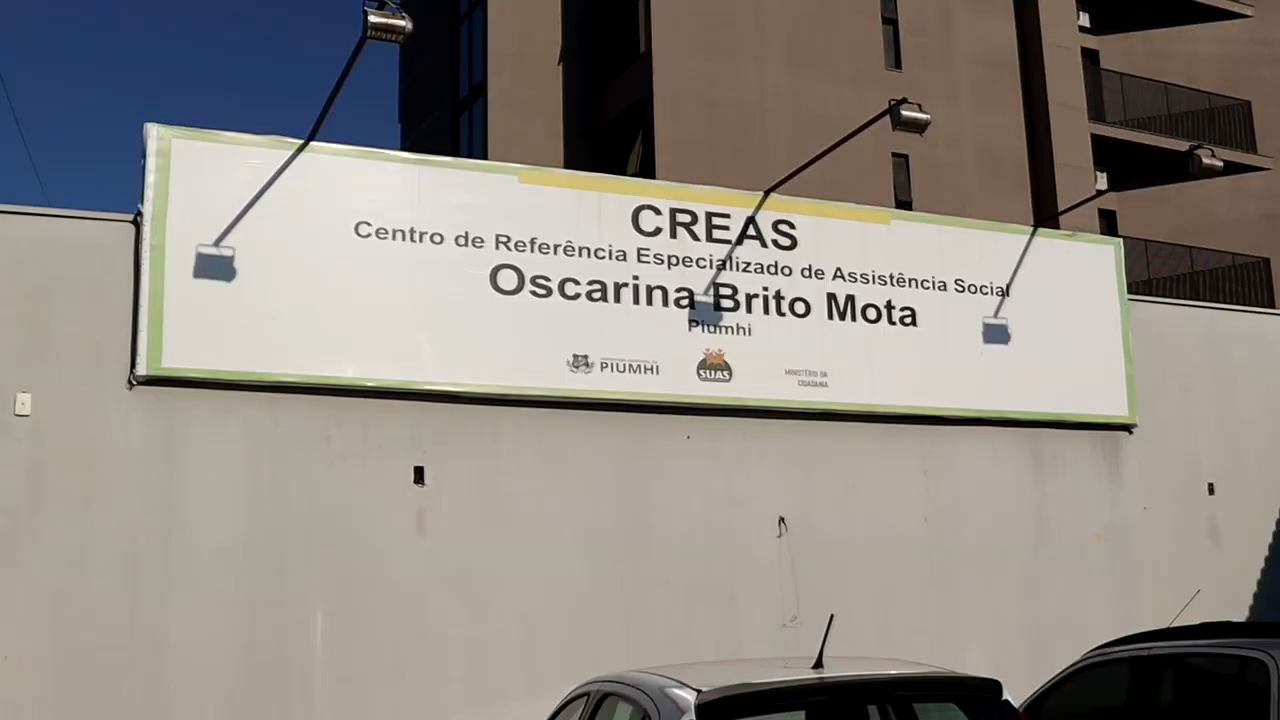 CREAS
Centro de Referência Especializado de Assistência Social
Oscarina Brito Mota
Piumhi
PIUMHI
SUAS
MINISTÉRIO DA
CIDADANIA